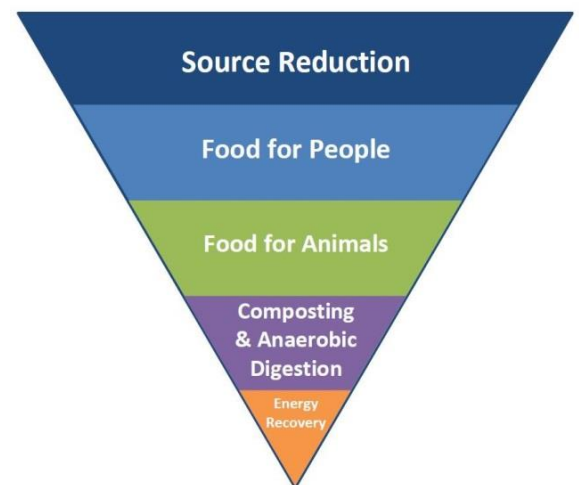 Source Reduction
Food for People
Food for Animals
Composting
& Anaerobic
Digestion
Energy
Recovery